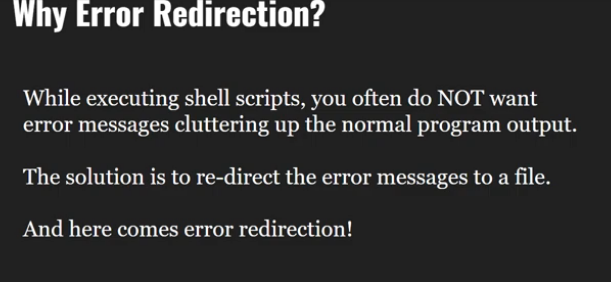 Why Error Redirection?
While executing shell scripts, you often do NOT want
error messages cluttering up the normal program output.
The solution is to re-direct the error messages to a file.
And here comes error redirection!